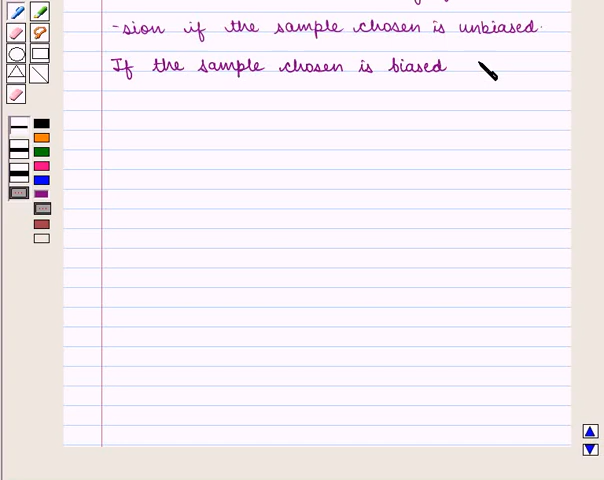 -sion if the sample chosen is unbiased.
If the sample chosen is biased